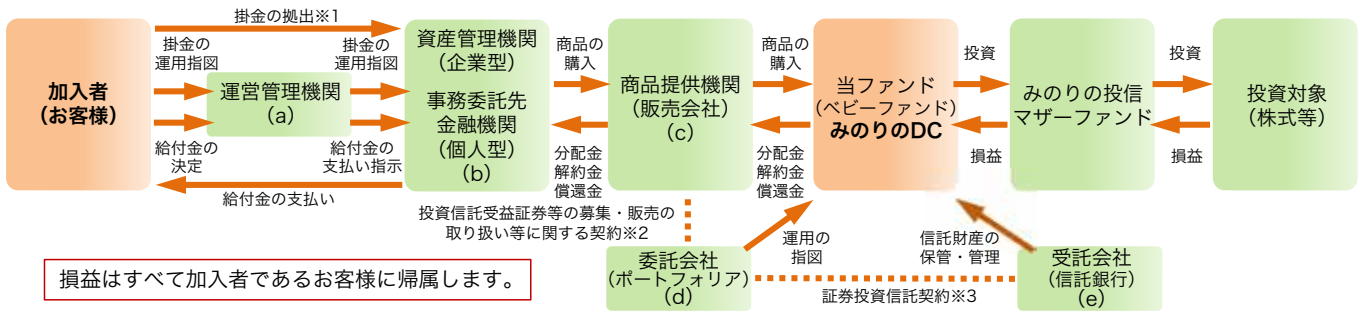 掛金の拠出※1
加入者
(お客様)
掛金の
運用指図
運営管理機関
(a)
給付金の
決定
掛金の
運用指図
給付金の
支払い指示
給付金の支払い
資産管理機関
(企業型)
事務委託先
金融機関
(個人型)
(b)
商品の
購入
分配金
解約金
償還金
商品提供機関
(販売会社)
(c)
商品の
購入
分配金
解約金
償還金
当ファンド
(ベビーファンド)
みのりのDC
投資
損益
みのりの投信
マザーファンド
投資
損益
投資対象
(株式等)
投資信託受益証券等の募集・販売の
取り扱い等に関する契約※2
運用の
指図
信託財産の
保管・管理
委託会社
(ポートフォリア)
(d)
証券投資信託契約※3
受託会社
(信託銀行)
(e)
損益はすべて加入者であるお客様に帰属します。